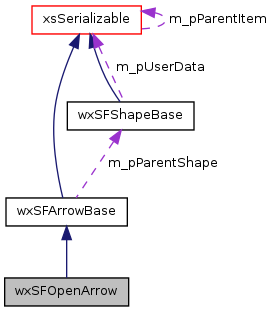 xsSerializable
m_pParentItem
m_pUserData
wxSFShapeBase
m_pParentShape
wxSFArrowBase
wxSFOpenArrow